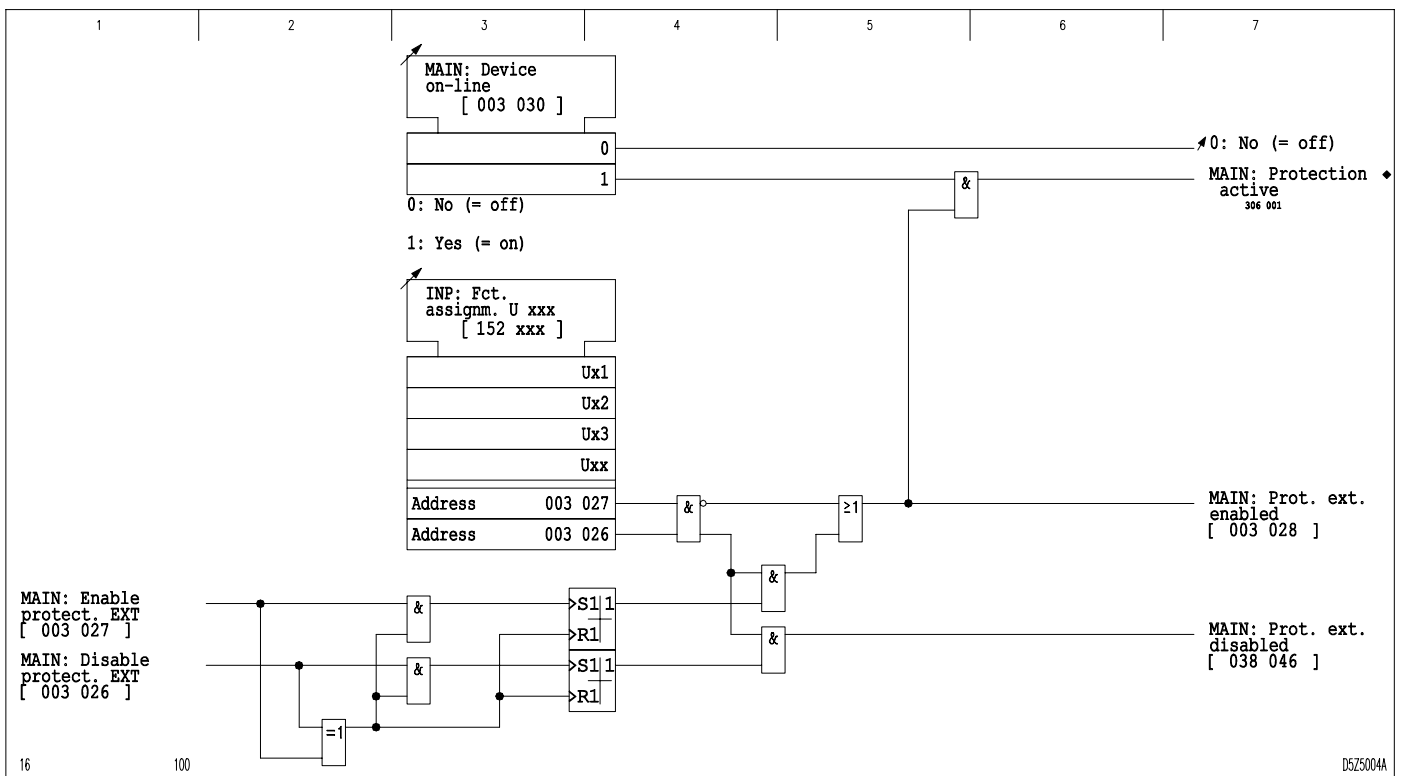 1 2 3 4 5 6 7
MAIN: Device
on-line
[ 003 030 ]
0
1
0: No (= off)
1: Yes (= on)
0: No (= off)
&
MAIN: Protection ◆
active
306 001
INP: Fct.
assignm. U xxx
[ 152 xxx ]
Ux1
Ux2
Ux3
Uxx
Address 003 027
Address 003 026
&
≥1
MAIN: Prot. ext.
enabled
[ 003 028 ]
&
MAIN: Enable
protect. EXT
[ 003 027 ]
&
S1 1
R1
&
MAIN: Prot. ext.
disabled
[ 038 046 ]
MAIN: Disable
protect. EXT
[ 003 026 ]
&
S1 1
R1
=1
16 100 D5Z5004A